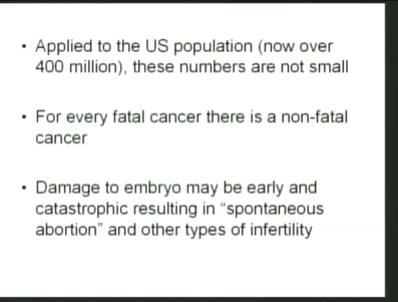 • Applied to the US population (now over
400 million), these numbers are not small
• For every fatal cancer there is a non-fatal
cancer
• Damage to embryo may be early and
catastrophic resulting in “spontaneous
abortion” and other types of infertility